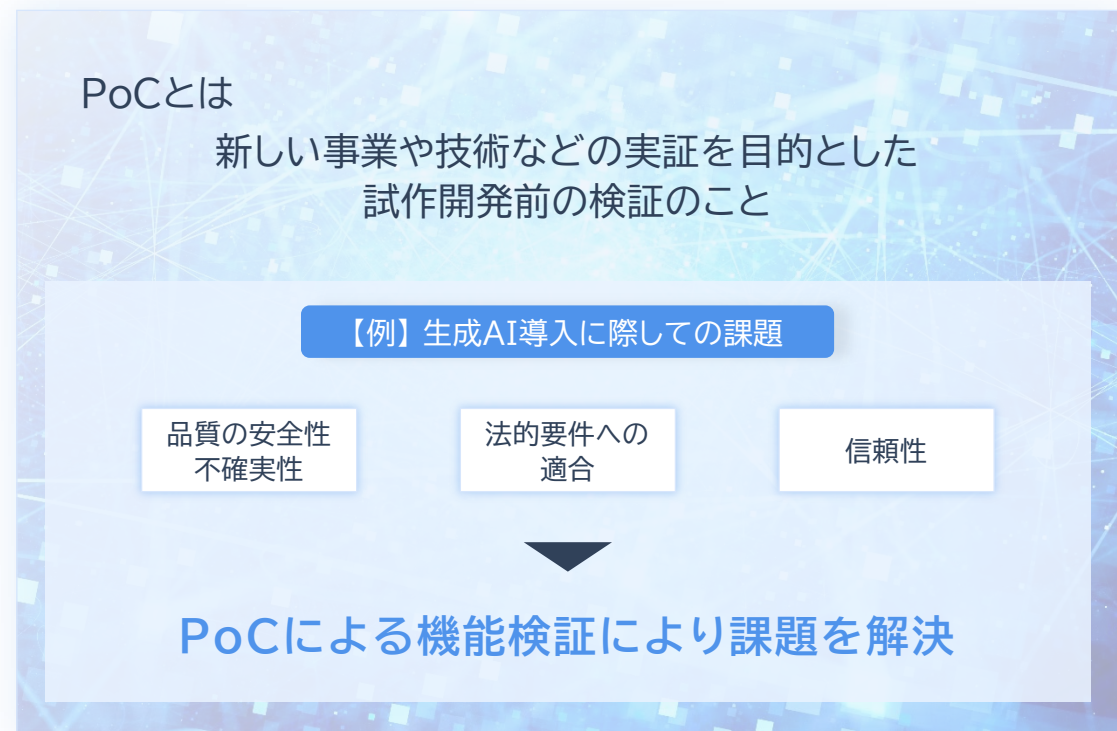 PoCとは
新しい事業や技術などの実証を目的とした
試作開発前の検証のこと
【例】生成AI導入に際しての課題
品質の安全性
不確実性
法的要件への
適合
信頼性
PoCによる機能検証により課題を解決